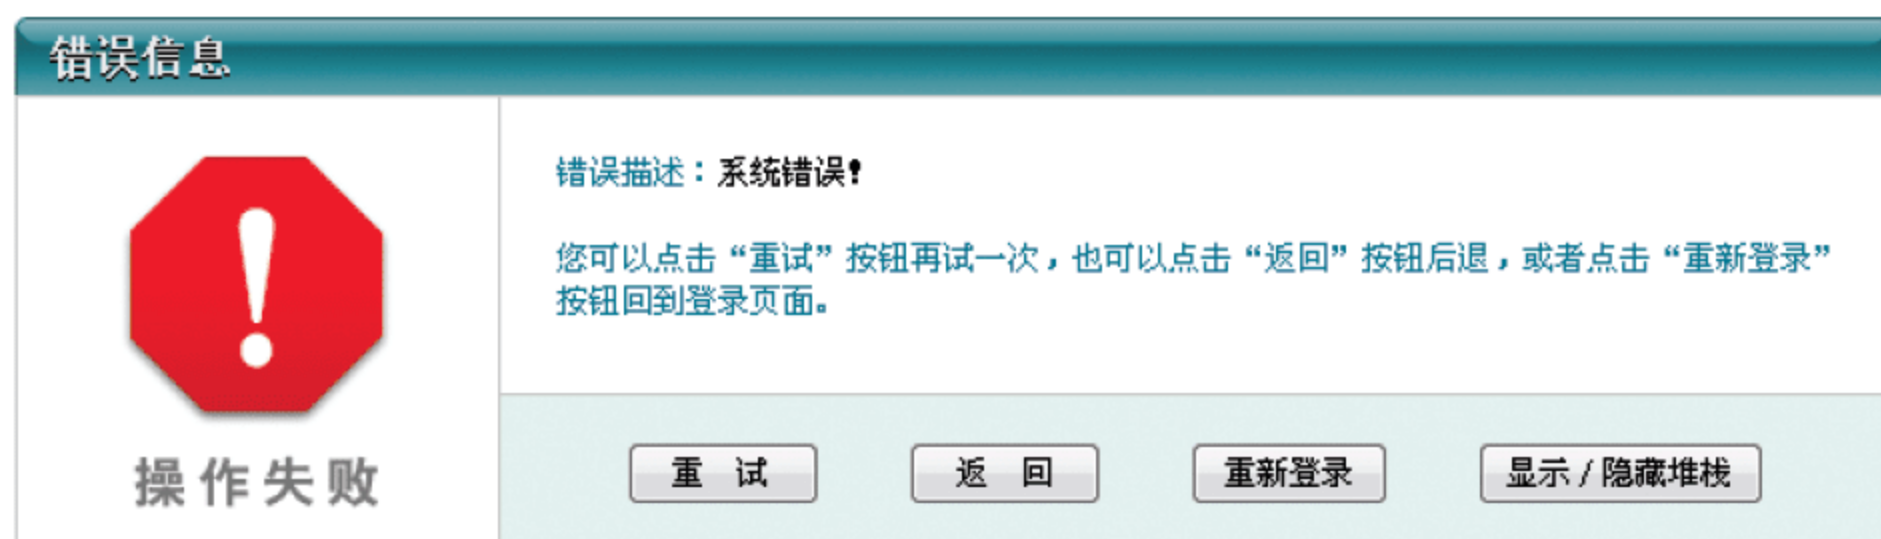 错误信息
错误描述：系统错误！
您可以点击“重试”按钮再试一次，也可以点击“返回”按钮后退，或者点击“重新登录”
按钮回到登录页面。
操作失败
重 试
返 回
重新登录
显示/隐藏堆栈